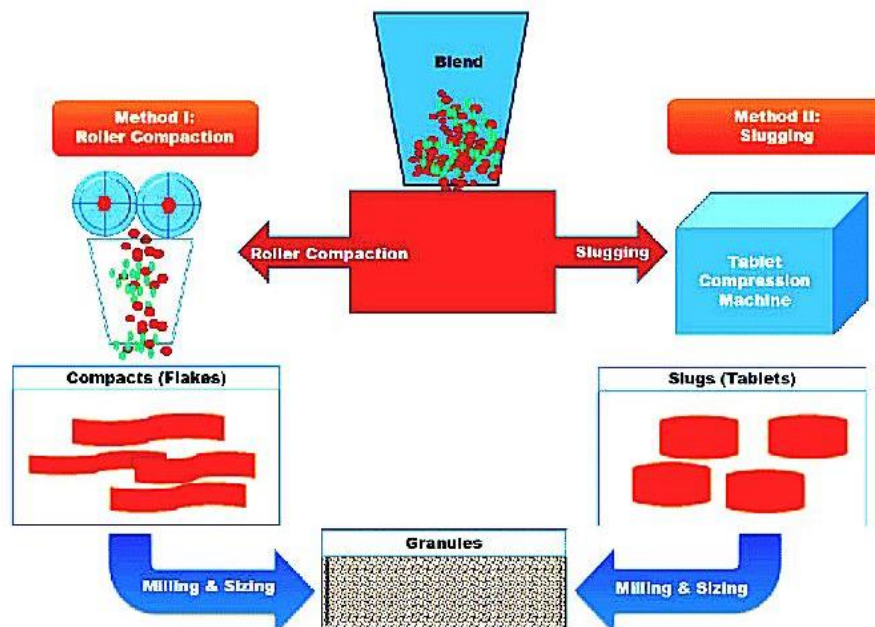 Blend
Method I:
Roller Compaction
Method II:
Slugging
Roller Compaction
Slugging
Tablet
Compression
Machine
Compacts (Flakes)
Slugs (Tablets)
Granules
Milling & Sizing
Milling & Sizing